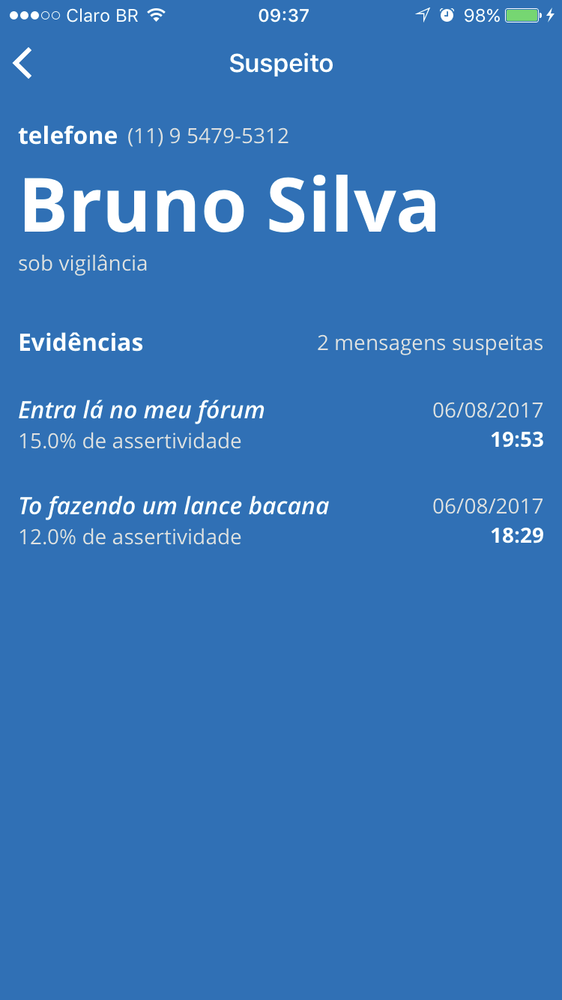 Claro BR 09:37 98%
Suspeito
telefone (11) 9 5479-5312
Bruno Silva
sob vigilância
Evidências 2 mensagens suspeitas
Entra lá no meu fórum 06/08/2017
15.0% de assertividade 19:53
To fazendo um lance bacana 06/08/2017
12.0% de assertividade 18:29